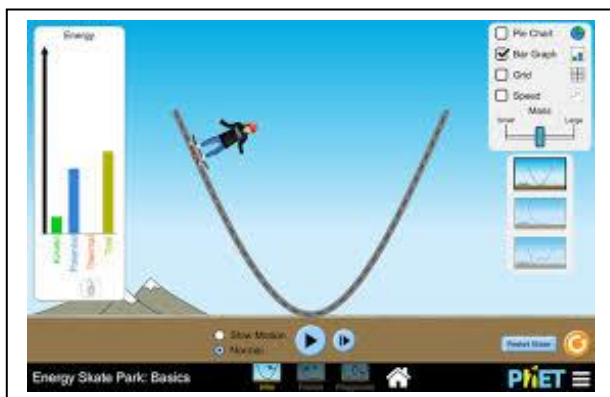 Energy
Kinetic
Potential
Thermal
Total
Pie Chart
Bar Graph
Grid
Speed
Mass
Small
Large
Slow Motion
Normal
Restart Skater
Energy Skate Park: Basics
Intro
Friction
Playground
PhET